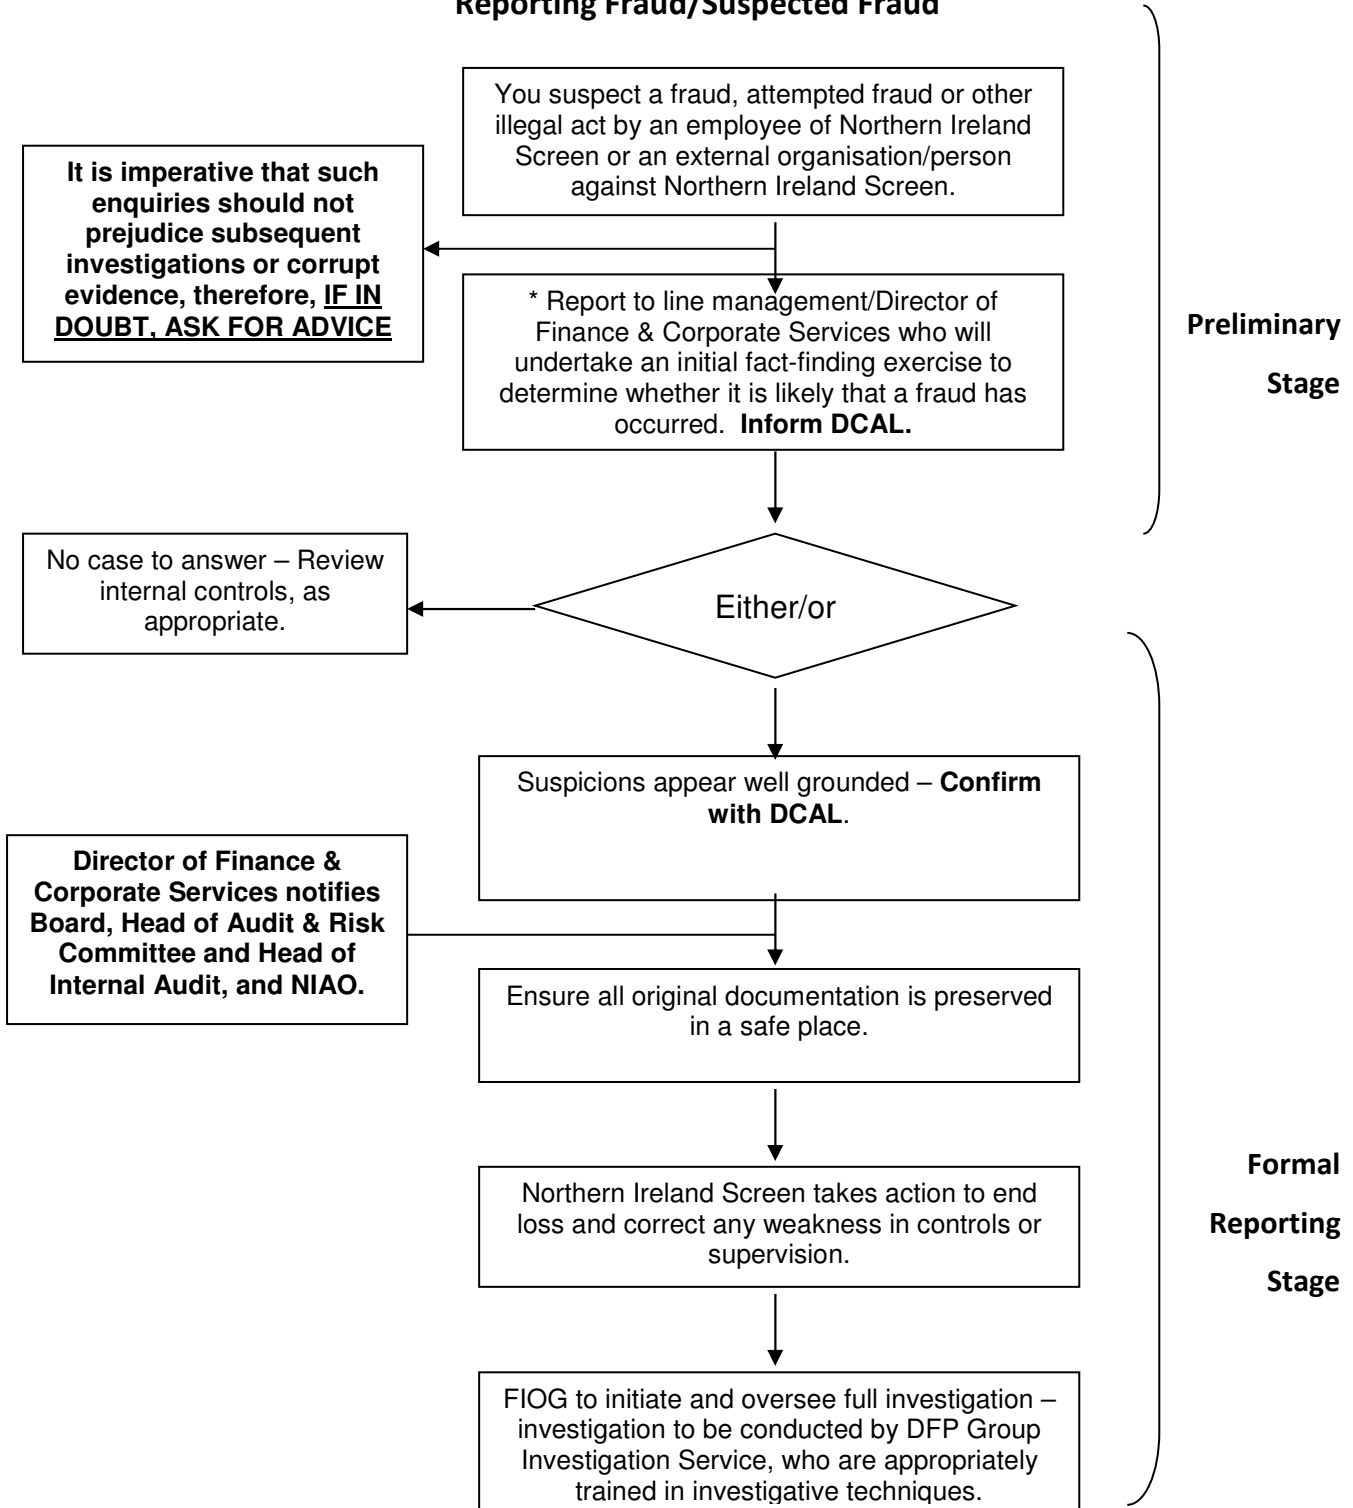 Reporting Fraud/Suspected Fraud
You suspect a fraud, attempted fraud or other
illegal act by an employee of Northern Ireland
Screen or an external organisation/person
against Northern Ireland Screen.
It is imperative that such
enquiries should not
prejudice subsequent
investigations or corrupt
evidence, therefore, IF IN
DOUBT, ASK FOR ADVICE
* Report to line management/Director of
Finance & Corporate Services who will
undertake an initial fact-finding exercise to
determine whether it is likely that a fraud has
occurred.  Inform DCAL.
Preliminary
Stage
No case to answer – Review
internal controls, as
appropriate.
Either/or
Suspicions appear well grounded – Confirm
with DCAL.
Director of Finance &
Corporate Services notifies
Board, Head of Audit & Risk
Committee and Head of
Internal Audit, and NIAO.
Ensure all original documentation is preserved
in a safe place.
Northern Ireland Screen takes action to end
loss and correct any weakness in controls or
supervision.
Formal
Reporting
Stage
FIOG to initiate and oversee full investigation –
investigation to be conducted by DFP Group
Investigation Service, who are appropriately
trained in investigative techniques.